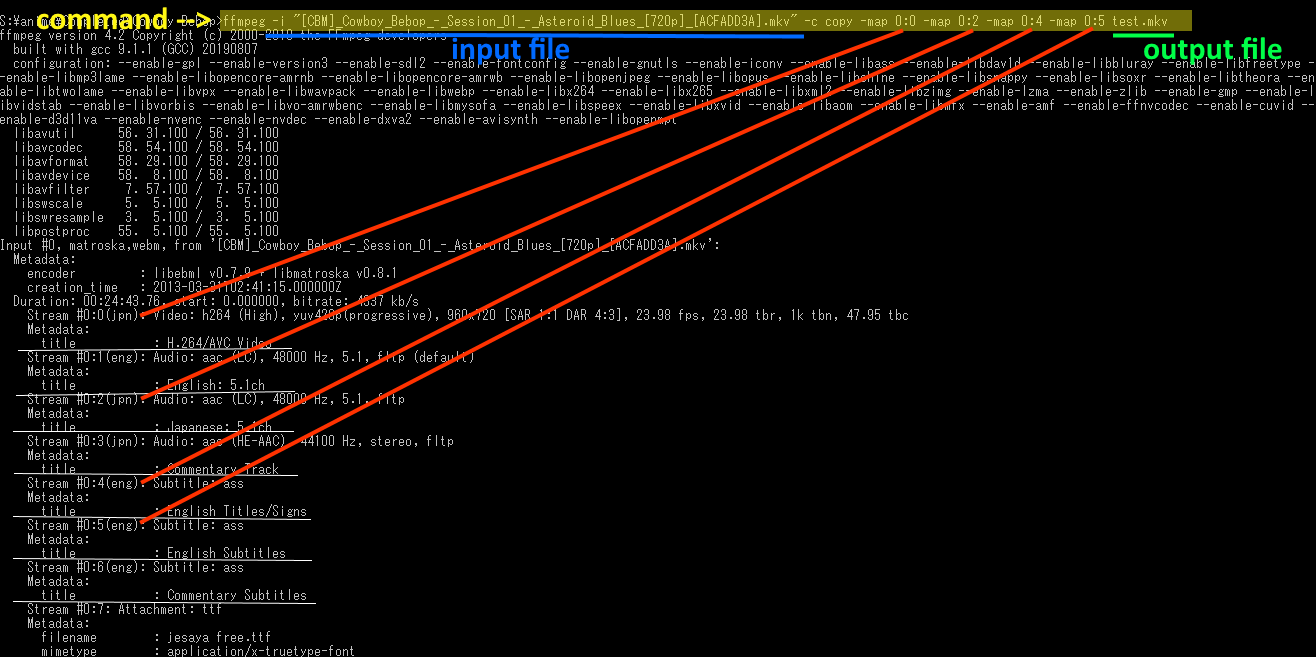 command -->
S:¥anime¥Cowboy Bebop>ffmpeg -i "[CBM]_Cowboy_Bebop_-_Session_01_-_Asteroid_Blues_[720p]_[ACFADD3A].mkv" -c copy -map 0:0 -map 0:2 -map 0:4 -map 0:5 test.mkv
ffmpeg version 4.2 Copyright (c) 2000-2019 the FFmpeg developers
input file
output file
built with gcc 9.1.1 (GCC) 20190807
configuration: --enable-gpl --enable-version3 --enable-sdl2 --enable-fontconfig --enable-gnutls --enable-iconv --enable-libass --enable-libdav1d --enable-libbluray --enable-libfreetype -
-enable-libmp3lame --enable-libopencore-amrnb --enable-libopencore-amrwb --enable-libopenjpeg --enable-libopus --enable-libshine --enable-libsnappy --enable-libsoxr --enable-libtheora --en
able-libtwolame --enable-libvpx --enable-libwavpack --enable-libwebp --enable-libx264 --enable-libx265 --enable-libxml2 --enable-libzimg --enable-lzma --enable-zlib --enable-gmp --enable-l
ibvidstab --enable-libvorbis --enable-libvo-amrwbenc --enable-libmysofa --enable-libspeex --enable-libxvid --enable-libaom --enable-libmfx --enable-amf --enable-ffnvcodec --enable-cuvid --
enable-d3d11va --enable-nvenc --enable-nvdec --enable-dxva2 --enable-avisynth --enable-libopenmpt
libavutil 56. 31.100 / 56. 31.100
libavcodec 58. 54.100 / 58. 54.100
libavformat 58. 29.100 / 58. 29.100
libavdevice 58. 8.100 / 58. 8.100
libavfilter 7. 57.100 / 7. 57.100
libswscale 5. 5.100 / 5. 5.100
libswresample 3. 5.100 / 3. 5.100
libpostproc 55. 5.100 / 55. 5.100
Input #0, matroska,webm, from '[CBM]_Cowboy_Bebop_-_Session_01_-_Asteroid_Blues_[720p]_[ACFADD3A].mkv':
Metadata:
encoder : libebml v0.7.9 + libmatroska v0.8.1
creation_time : 2013-03-31T02:41:15.000000Z
Duration: 00:24:43.76, start: 0.000000, bitrate: 4337 kb/s
Stream #0:0(jpn): Video: h264 (High), yuv420p(progressive), 960x720 [SAR 1:1 DAR 4:3], 23.98 fps, 23.98 tbr, 1k tbn, 47.95 tbc
Metadata:
title : H.264/AVC Video
Stream #0:1(eng): Audio: aac (LC), 48000 Hz, 5.1, fltp (default)
Metadata:
title : English: 5.1ch
Stream #0:2(jpn): Audio: aac (LC), 48000 Hz, 5.1, fltp
Metadata:
title : Japanese: 5.1ch
Stream #0:3(jpn): Audio: aac (HE-AAC), 44100 Hz, stereo, fltp
Metadata:
title : Commentary Track
Stream #0:4(eng): Subtitle: ass
Metadata:
title : English Titles/Signs
Stream #0:5(eng): Subtitle: ass
Metadata:
title : English Subtitles
Stream #0:6(eng): Subtitle: ass
Metadata:
title : Commentary Subtitles
Stream #0:7: Attachment: ttf
Metadata:
filename : jesaya free.ttf
mimetype : application/x-truetype-font